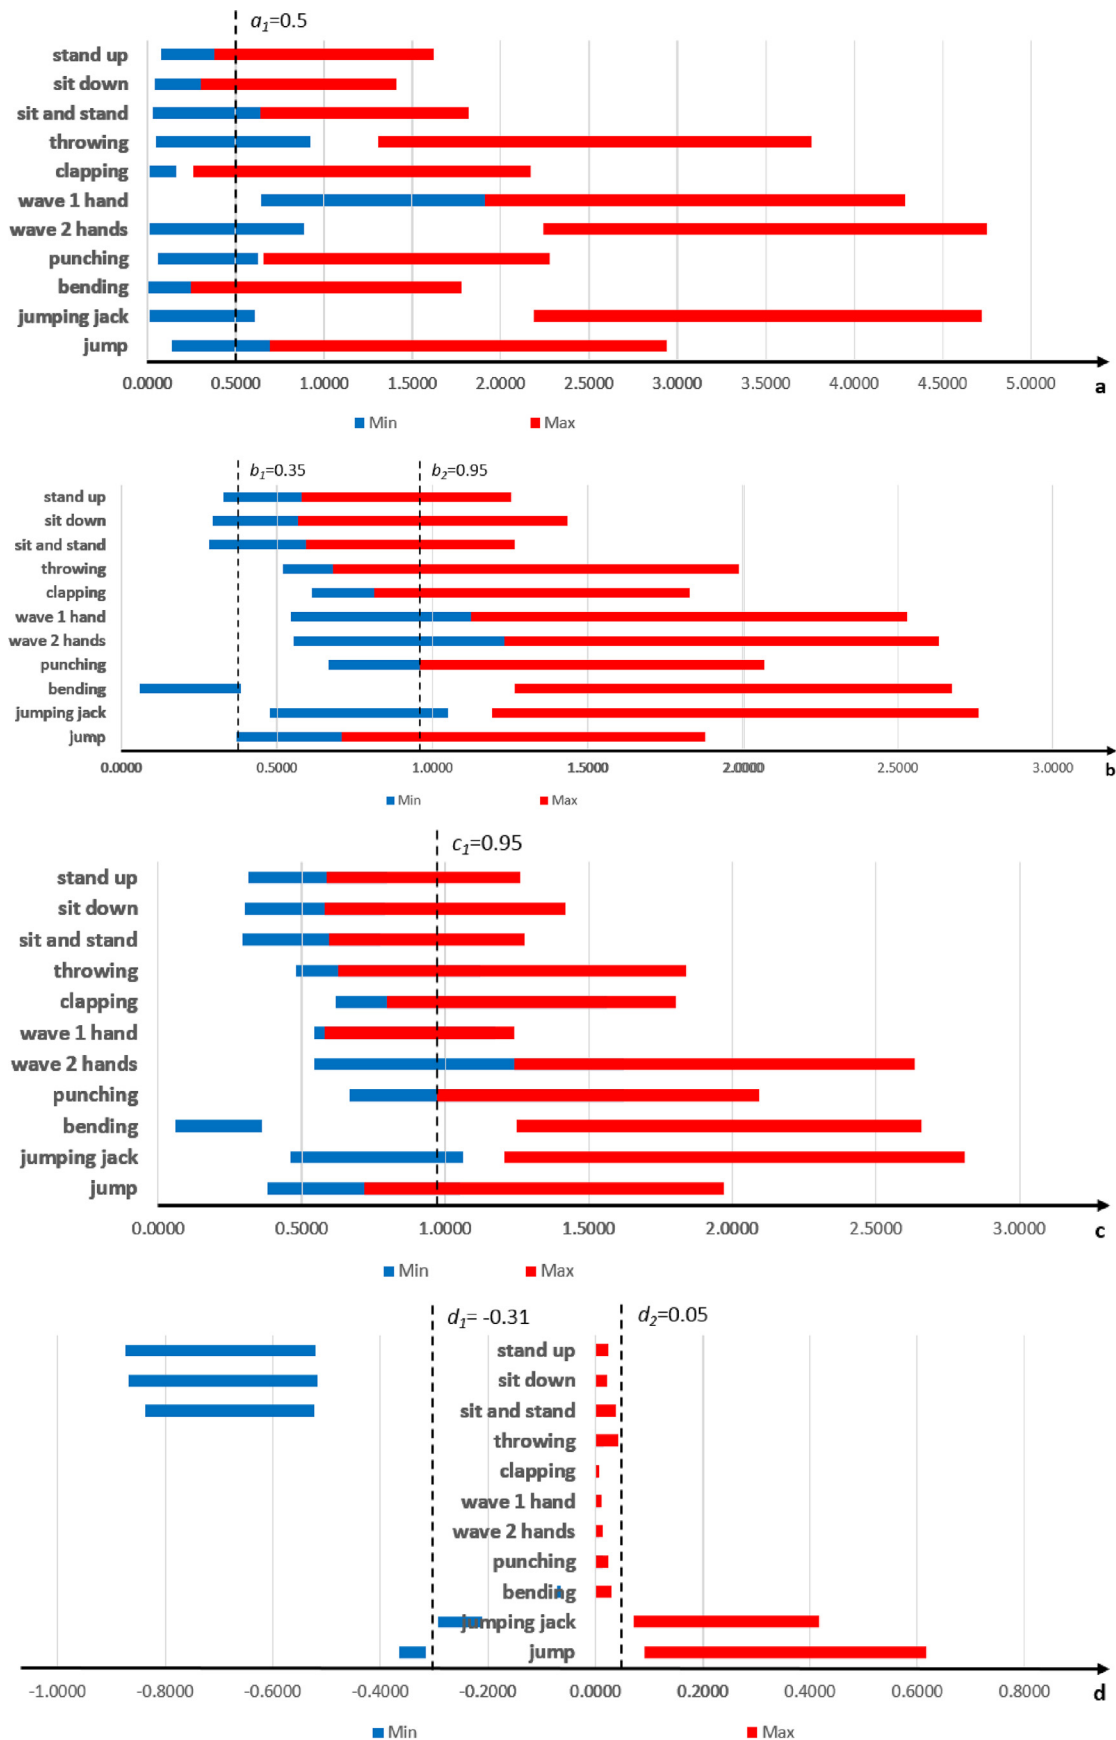 a1=0.5
stand up
sit down
sit and stand
throwing
clapping
wave 1 hand
wave 2 hands
punching
bending
jumping jack
jump
0.0000 0.5000 1.0000 1.5000 2.0000 2.5000 3.0000 3.5000 4.0000 4.5000 5.0000 a
Min Max
b1=0.35 b2=0.95
stand up
sit down
sit and stand
throwing
clapping
wave 1 hand
wave 2 hands
punching
bending
jumping jack
jump
0.0000 0.5000 1.0000 1.5000 2.0000 2.5000 3.0000 b
Min Max
c1=0.95
stand up
sit down
sit and stand
throwing
clapping
wave 1 hand
wave 2 hands
punching
bending
jumping jack
jump
0.0000 0.5000 1.0000 1.5000 2.0000 2.5000 3.0000 c
Min Max
d1= -0.31 d2=0.05
stand up
sit down
sit and stand
throwing
clapping
wave 1 hand
wave 2 hands
punching
bending
jumping jack
jump
-1.0000 -0.8000 -0.6000 -0.4000 -0.2000 0.0000 0.2000 0.4000 0.6000 0.8000 d
Min Max